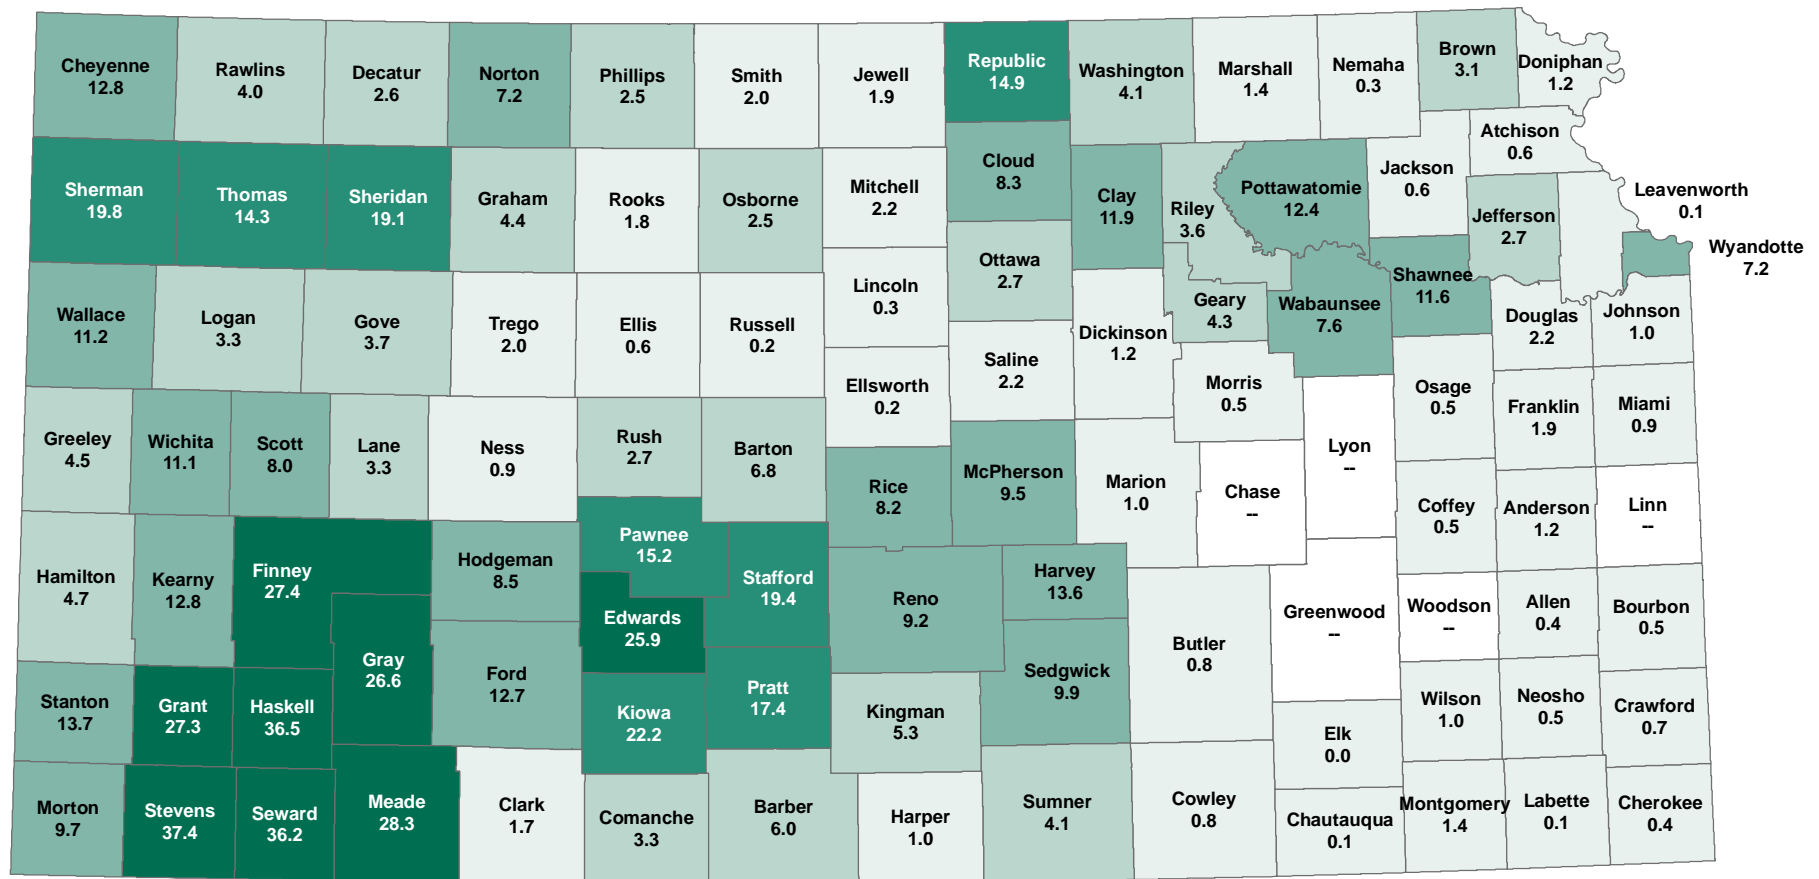 Cheyenne
12.8
Rawlins
4.0
Decatur
2.6
Norton
7.2
Phillips
2.5
Smith
2.0
Jewell
1.9
Republic
14.9
Washington
4.1
Marshall
1.4
Nemaha
0.3
Brown
3.1
Doniphan
1.2
Sherman
19.8
Thomas
14.3
Sheridan
19.1
Graham
4.4
Rooks
1.8
Osborne
2.5
Mitchell
2.2
Cloud
8.3
Clay
11.9
Riley
3.6
Pottawatomie
12.4
Jackson
0.6
Atchison
0.6
Jefferson
2.7
Leavenworth
0.1
Wyandotte
7.2
Wallace
11.2
Logan
3.3
Gove
3.7
Trego
2.0
Ellis
0.6
Russell
0.2
Lincoln
0.3
Ottawa
2.7
Dickinson
1.2
Geary
4.3
Wabaunsee
7.6
Shawnee
11.6
Douglas
2.2
Johnson
1.0
Ellsworth
0.2
Saline
2.2
Morris
0.5
Osage
0.5
Franklin
1.9
Miami
0.9
Greeley
4.5
Wichita
11.1
Scott
8.0
Lane
3.3
Ness
0.9
Rush
2.7
Barton
6.8
Rice
8.2
McPherson
9.5
Marion
1.0
Chase
--
Lyon
--
Coffey
0.5
Anderson
1.2
Linn
--
Hamilton
4.7
Kearny
12.8
Finney
27.4
Hodgeman
8.5
Pawnee
15.2
Stafford
19.4
Edwards
25.9
Reno
9.2
Harvey
13.6
Butler
0.8
Greenwood
--
Woodson
--
Allen
0.4
Bourbon
0.5
Gray
26.6
Ford
12.7
Stanton
13.7
Grant
27.3
Haskell
36.5
Kiowa
22.2
Pratt
17.4
Kingman
5.3
Sedgwick
9.9
Elk
0.0
Wilson
1.0
Neosho
0.5
Crawford
0.7
Morton
9.7
Stevens
37.4
Seward
36.2
Meade
28.3
Clark
1.7
Comanche
3.3
Barber
6.0
Harper
1.0
Sumner
4.1
Cowley
0.8
Chautauqua
0.1
Montgomery
1.4
Labette
0.1
Cherokee
0.4